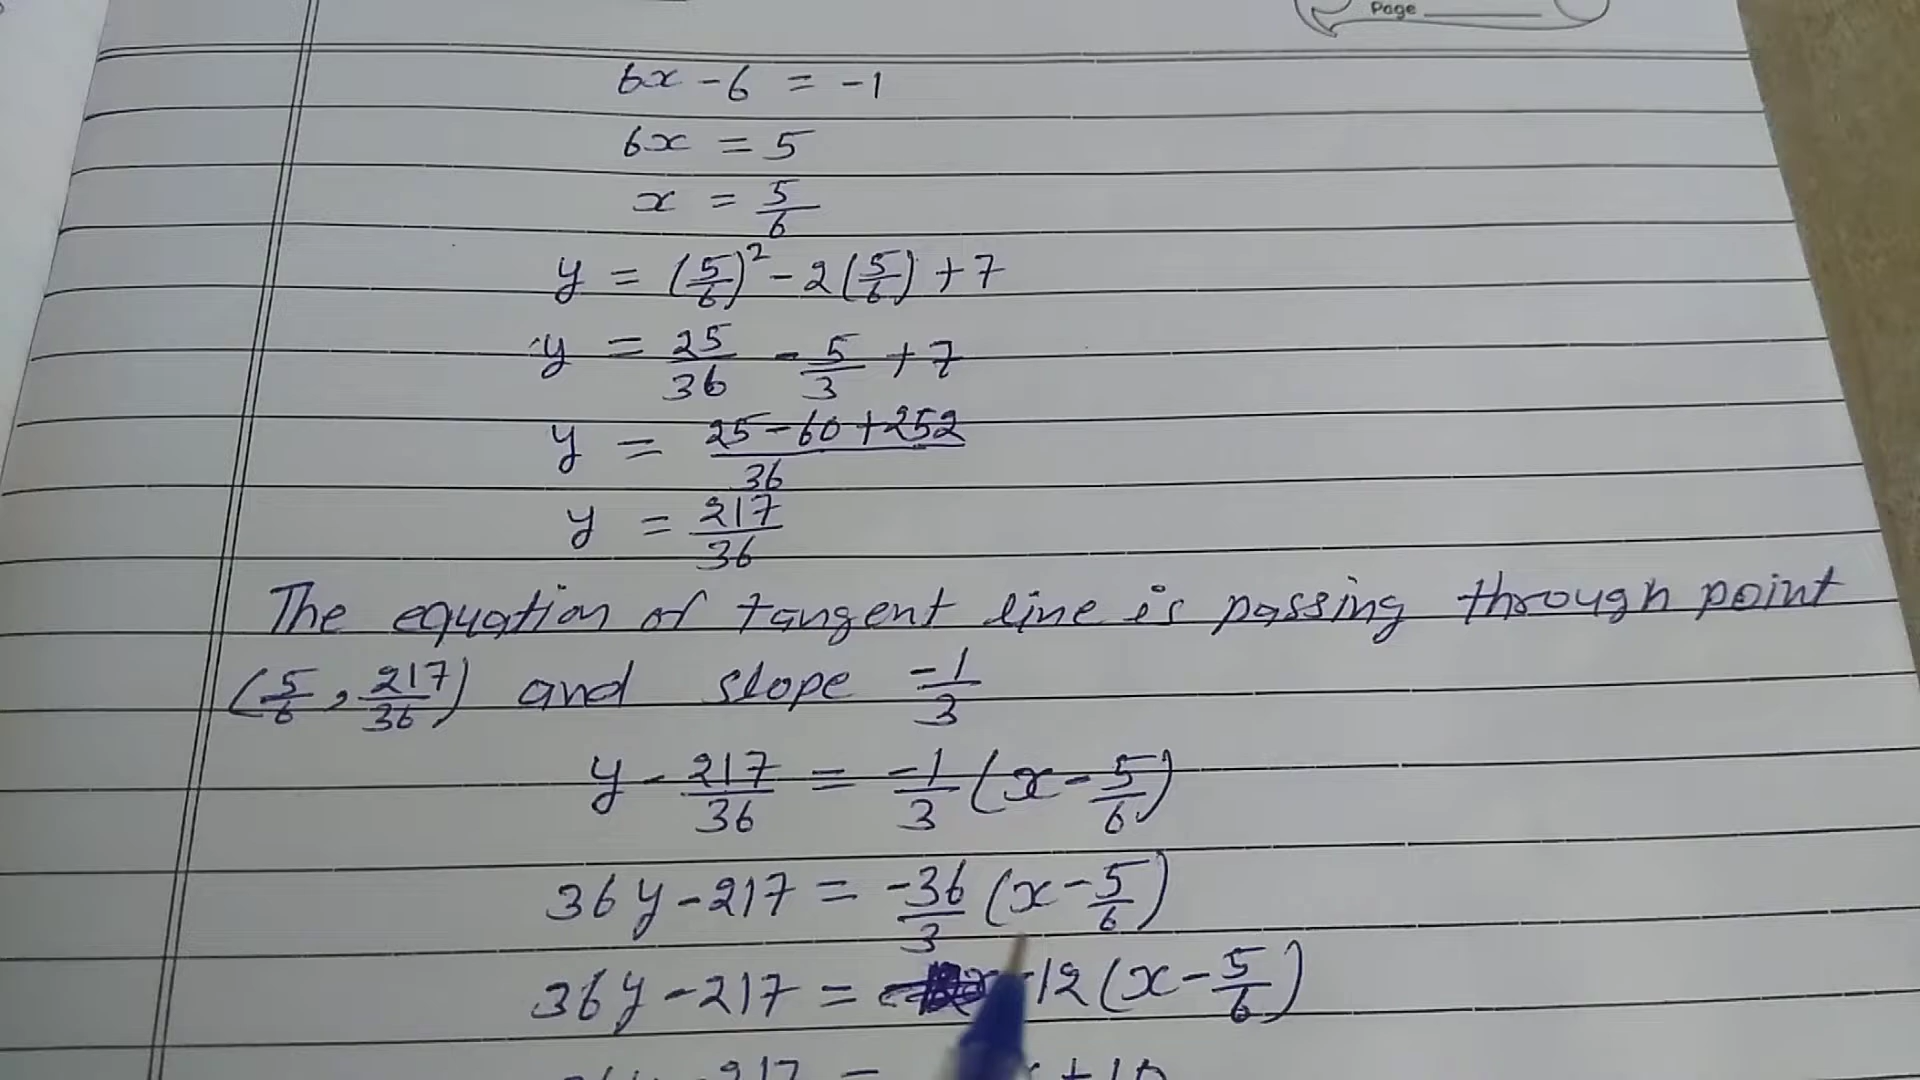 Page
6x - 6 = -1
6x = 5
x = 5/6
y = (5/6)² - 2(5/6) + 7
y = 25/36 - 5/3 + 7
y = (25 - 60 + 252)/36
y = 217/36
The equation of tangent line is passing through point
(5/6, 217/36) and slope -1/3
y - 217/36 = -1/3 (x - 5/6)
36y - 217 = -36/3 (x - 5/6)
36y - 217 = -12 (x - 5/6)
217 = + 10